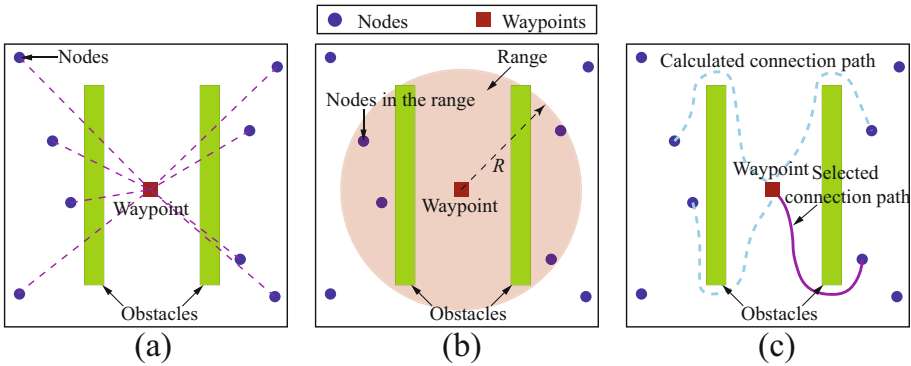 Nodes
Waypoints
Nodes
Waypoint
Obstacles
(a)
Range
Nodes in the range
R
Waypoint
Obstacles
(b)
Calculated connection path
Waypoint
Selected
connection path
Obstacles
(c)